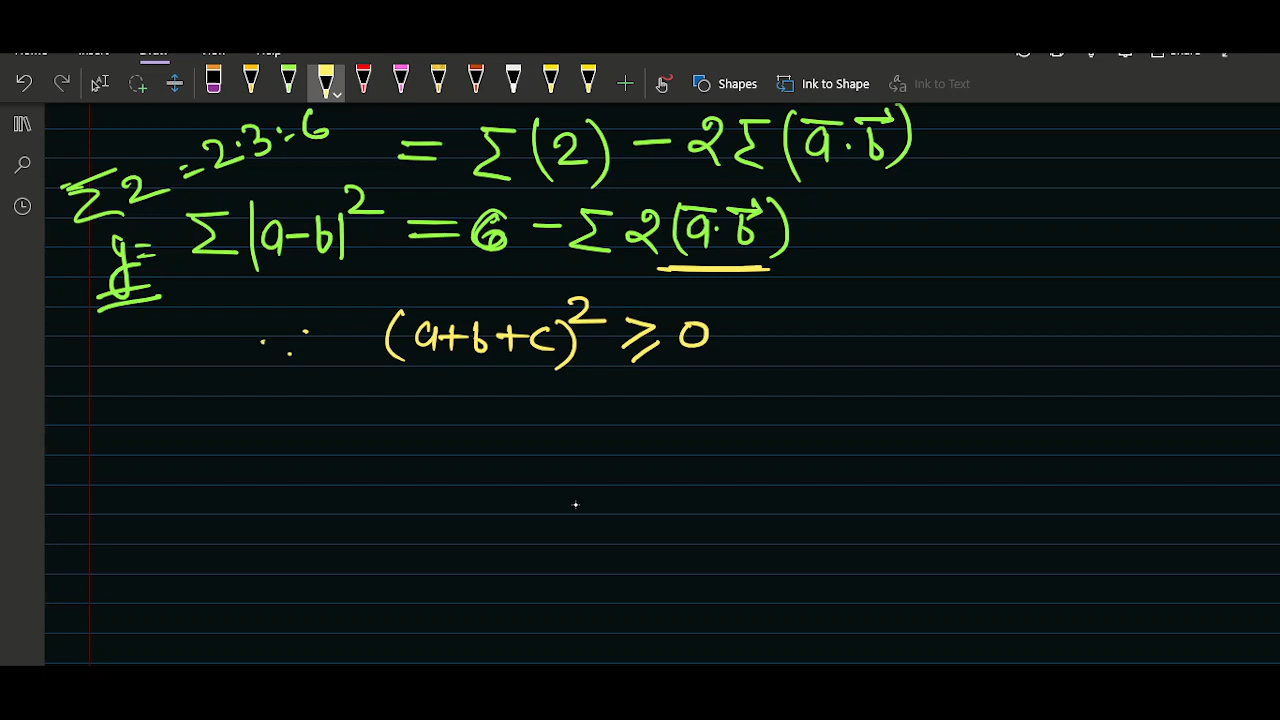 Shapes Ink to Shape Ink to Text
= Σ(2) − 2Σ(a̅·b⃗)
Σ2 = 2·3 = 6
Σ|a−b|² = 6 − Σ2(a̅·b⃗)
∵ (a+b+c)² ⩾ 0